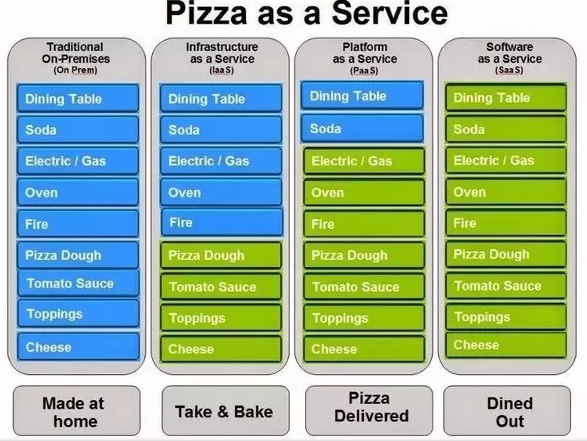 Pizza as a Service
Traditional
On-Premises
(On Prem)
Dining Table
Soda
Electric / Gas
Oven
Fire
Pizza Dough
Tomato Sauce
Toppings
Cheese
Made at
home
Infrastructure
as a Service
(IaaS)
Dining Table
Soda
Electric / Gas
Oven
Fire
Pizza Dough
Tomato Sauce
Toppings
Cheese
Take & Bake
Platform
as a Service
(PaaS)
Dining Table
Soda
Electric / Gas
Oven
Fire
Pizza Dough
Tomato Sauce
Toppings
Cheese
Pizza
Delivered
Software
as a Service
(SaaS)
Dining Table
Soda
Electric / Gas
Oven
Fire
Pizza Dough
Tomato Sauce
Toppings
Cheese
Dined
Out